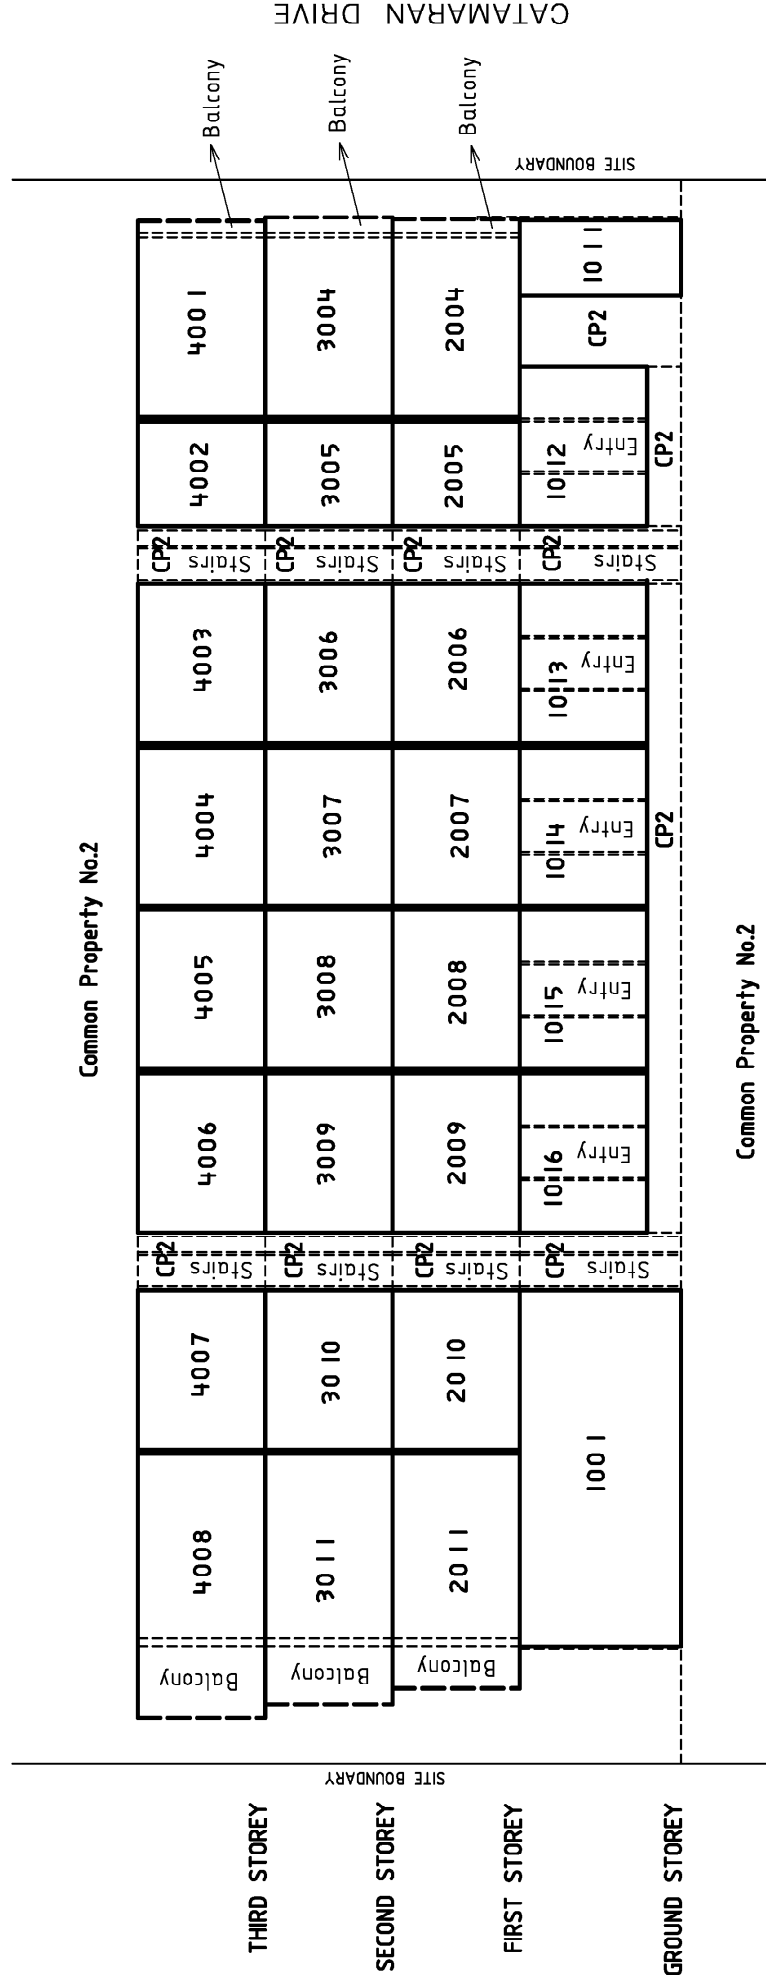 CATAMARAN DRIVE
Balcony
Balcony
Balcony
SITE BOUNDARY
4001
3004
2004
1011
CP2
4002
3005
2005
1012
Entry
CP2
CP2
Stairs
CP2
Stairs
CP2
Stairs
CP2
Stairs
4003
3006
2006
1013
Entry
4004
3007
2007
1014
Entry
CP2
Common Property No.2
4005
3008
2008
1015
Entry
Common Property No.2
4006
3009
2009
1016
Entry
CP2
Stairs
CP2
Stairs
CP2
Stairs
CP2
Stairs
4007
3010
2010
1001
4008
3011
2011
Balcony
Balcony
Balcony
SITE BOUNDARY
THIRD STOREY
SECOND STOREY
FIRST STOREY
GROUND STOREY